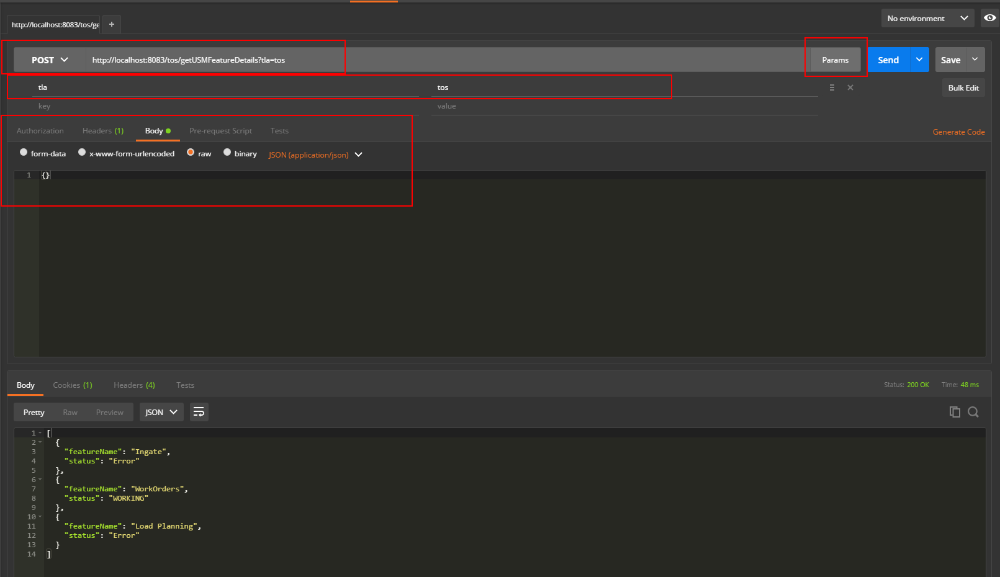 No environment
http://localhost:8083/tos/ge +
POST http://localhost:8083/tos/getUSMFeatureDetails?tla=tos Params Send Save
tla tos Bulk Edit
key value
Authorization Headers (1) Body Pre-request Script Tests Generate Code
form-data x-www-form-urlencoded raw binary JSON (application/json)
1 {}
Body Cookies (1) Headers (4) Tests Status: 200 OK Time: 48 ms
Pretty Raw Preview JSON
1 [
2 {
3 "featureName": "Ingate",
4 "status": "Error"
5 },
6 {
7 "featureName": "WorkOrders",
8 "status": "WORKING"
9 },
10 {
11 "featureName": "Load Planning",
12 "status": "Error"
13 }
14 ]